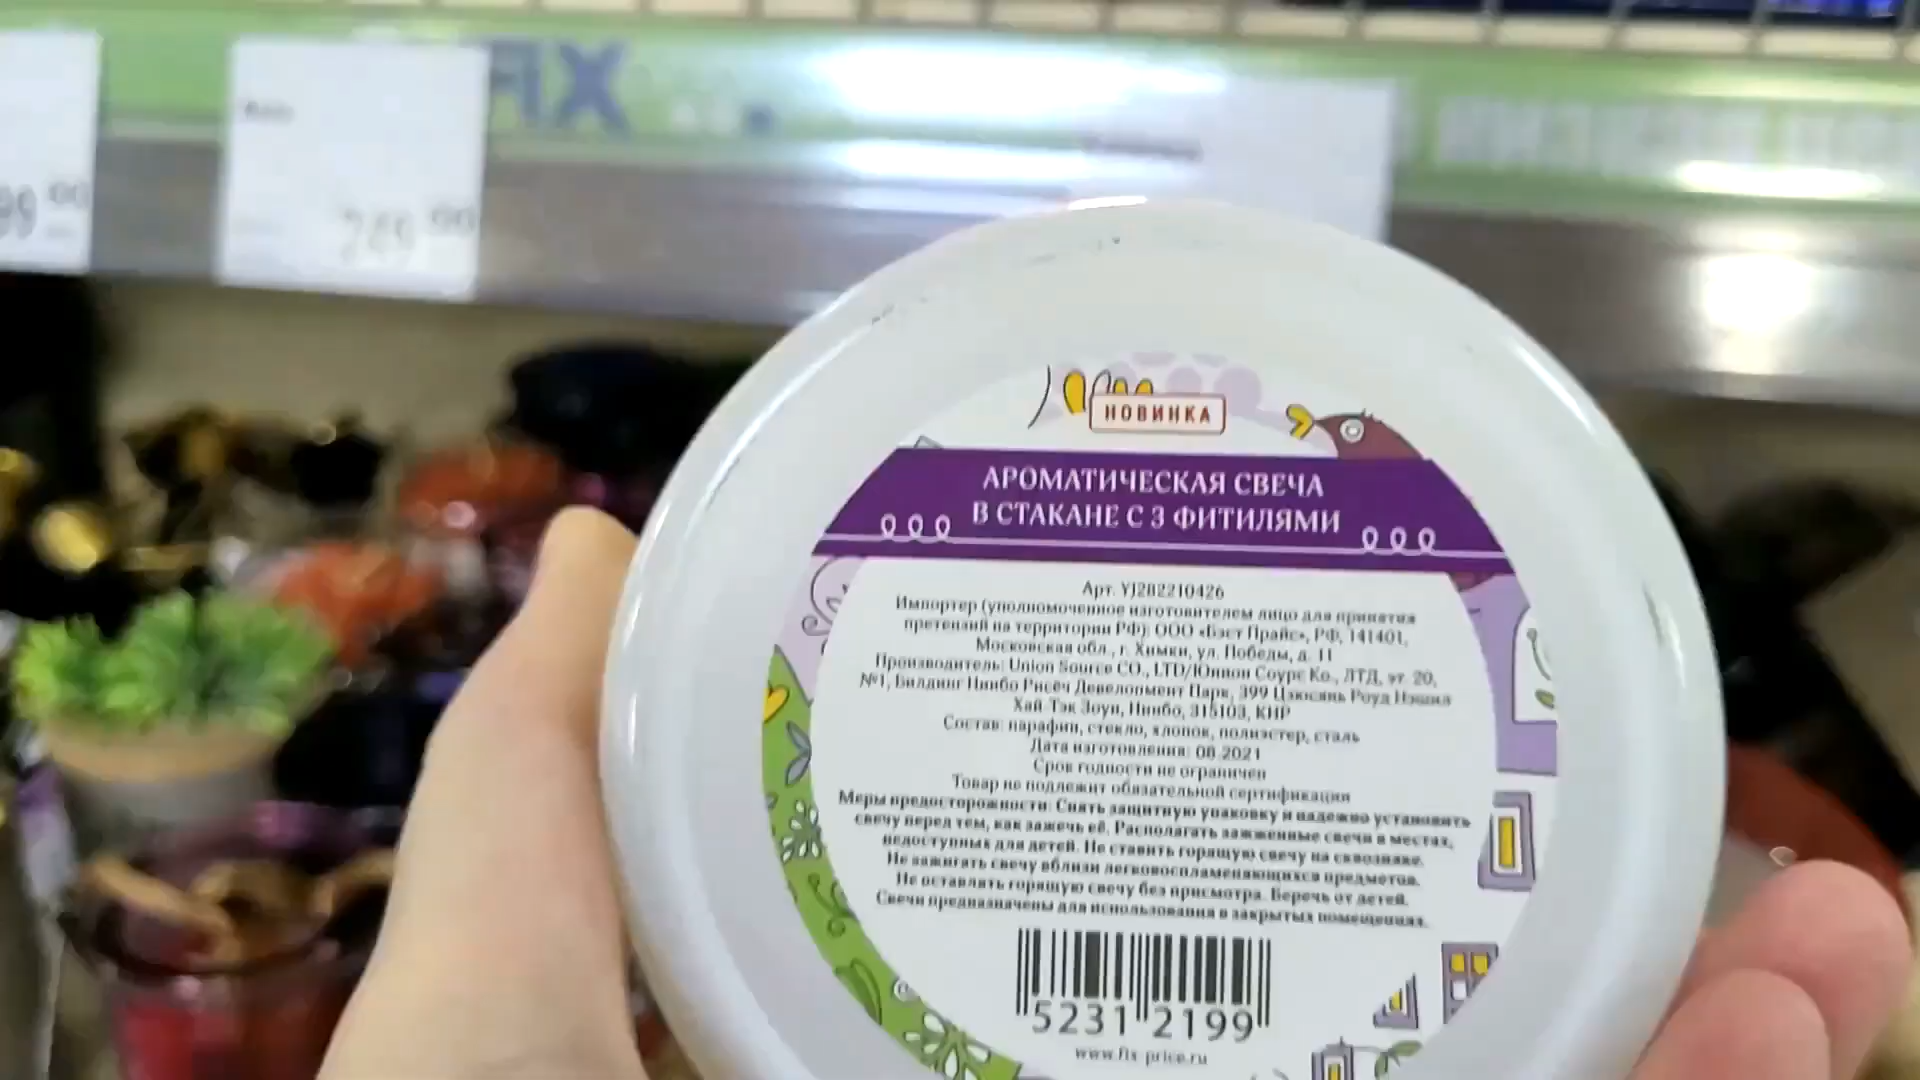 99 00
FIX
249 00
НОВИНКА
АРОМАТИЧЕСКАЯ СВЕЧА
В СТАКАНЕ С 3 ФИТИЛЯМИ
Арт. YJ282210426
Импортер (уполномоченное изготовителем лицо для принятия
претензий на территории РФ): ООО «Бэст Прайс», РФ, 141401,
Московская обл., г. Химки, ул. Победы, д. 11
Производитель: Union Source CO., LTD/Юнион Соурс Ко., ЛТД, эт. 20,
№1, Билдинг Нинбо Рисёч Девелопмент Парк, 399 Цзюсянь Роуд Нэшнл
Хай-Тэк Зоун, Нинбо, 315103, КНР
Состав: парафин, стекло, хлопок, полиэстер, сталь
Дата изготовления: 08.2021
Срок годности не ограничен
Товар не подлежит обязательной сертификации
Меры предосторожности: Снять защитную упаковку и надежно установить
свечу перед тем, как зажечь её. Располагать зажженные свечи в местах,
недоступных для детей. Не ставить горящую свечу на сквозняке.
Не зажигать свечу вблизи легковоспламеняющихся предметов.
Не оставлять горящую свечу без присмотра. Беречь от детей.
Свечи предназначены для использования в закрытых помещениях.
5231 2199
www.fix-price.ru